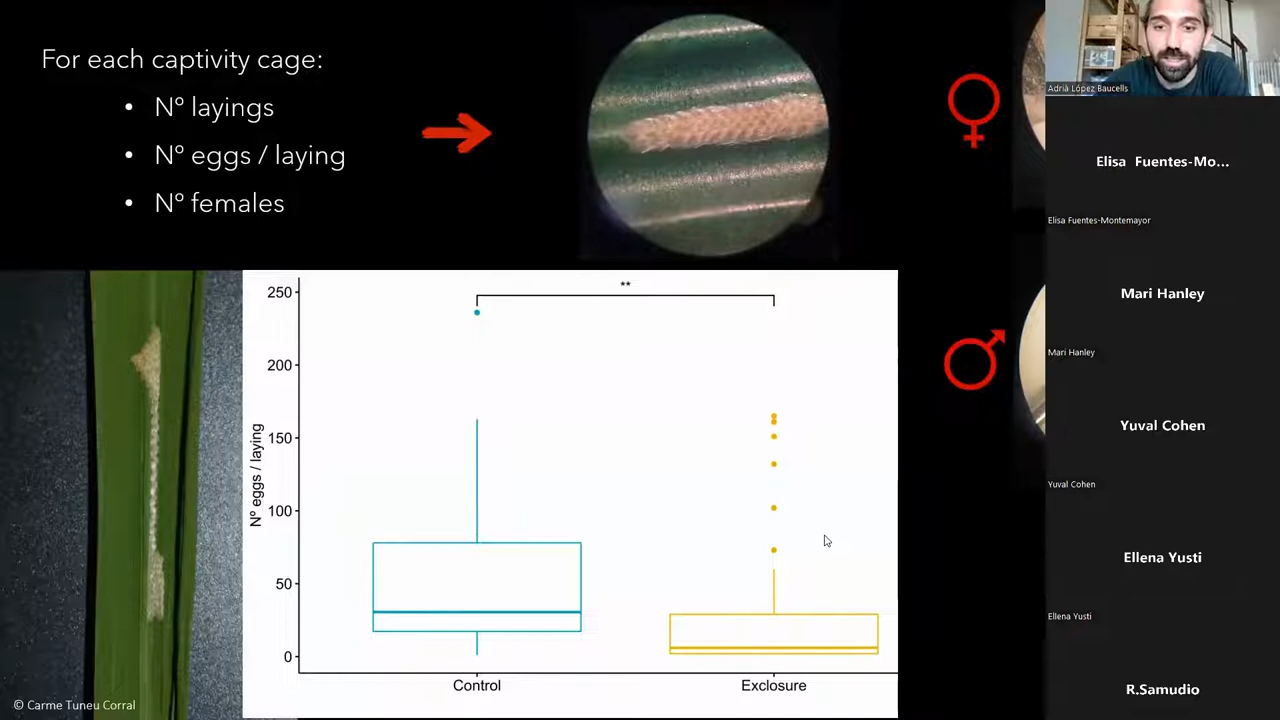 For each captivity cage:
• Nº layings
• Nº eggs / laying
• Nº females
Adrià López Baucells
Elisa Fuentes-Mo...
Elisa Fuentes-Montemayor
Mari Hanley
Mari Hanley
Yuval Cohen
Yuval Cohen
Ellena Yusti
Ellena Yusti
R.Samudio
**
250
200
150
100
50
0
Nº eggs / laying
Control
Exclosure
© Carme Tuneu Corral